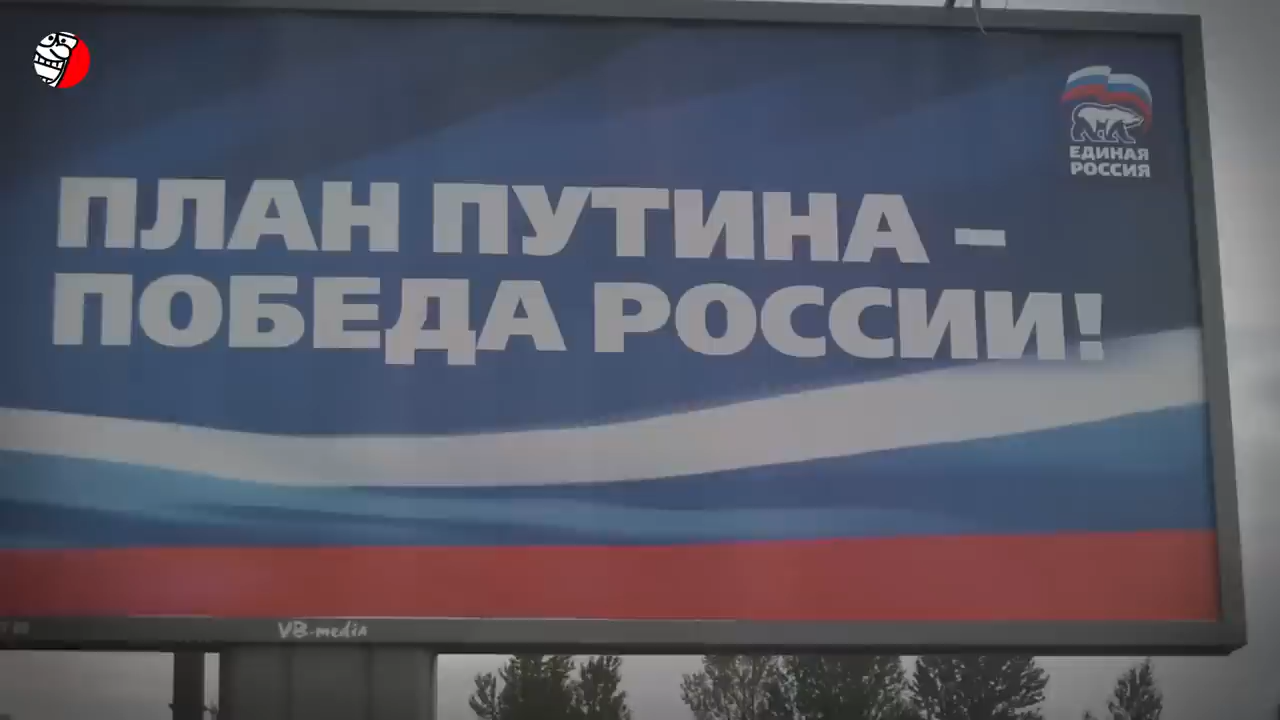 ПЛАН ПУТИНА –
ПОБЕДА РОССИИ!
ЕДИНАЯ
РОССИЯ
VB-media